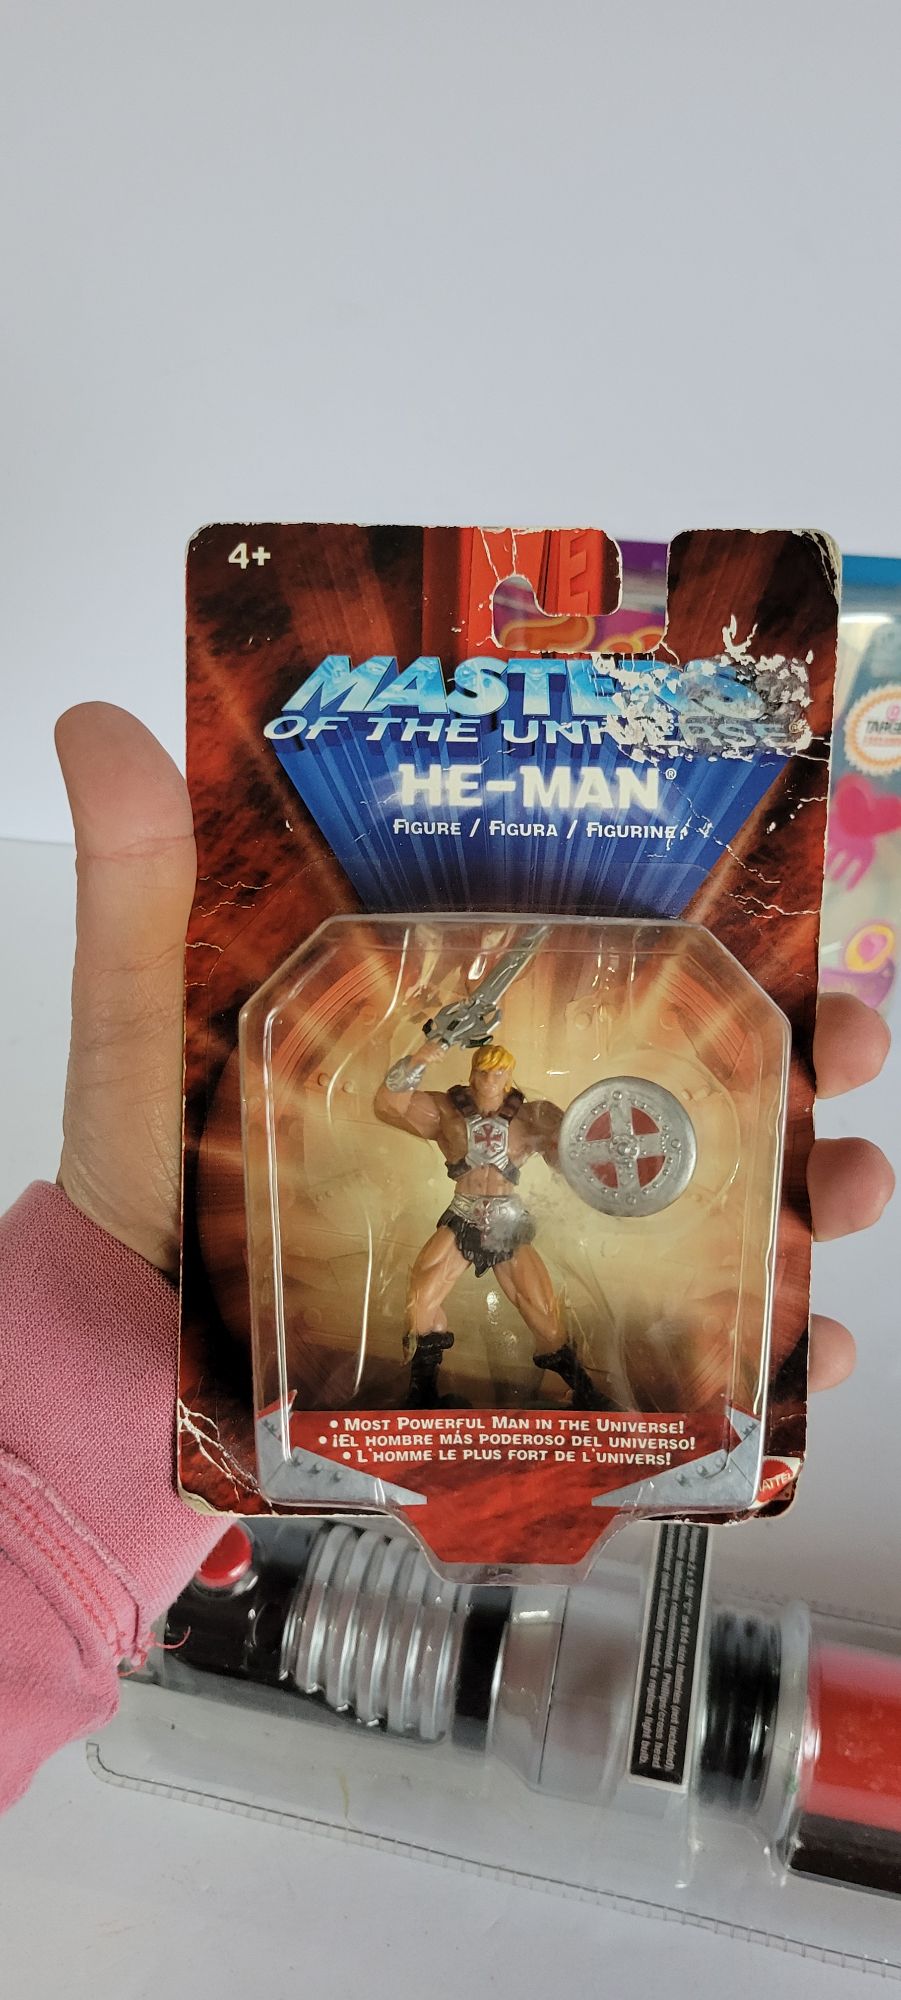 4+
E
MASTERS
OF THE UNIVERSE
HE-MAN®
FIGURE / FIGURA / FIGURINE
• MOST POWERFUL MAN IN THE UNIVERSE!
• ¡EL HOMBRE MÁS PODEROSO DEL UNIVERSO!
• L'HOMME LE PLUS FORT DE L'UNIVERS!
MATTEL